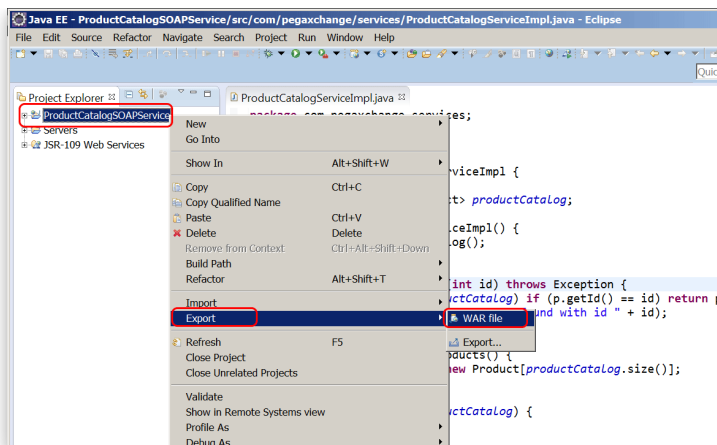 Java EE - ProductCatalogSOAPService/src/com/pegaxchange/services/ProductCatalogServiceImpl.java - Eclipse
File Edit Source Refactor Navigate Search Project Run Window Help
Quic
Project Explorer
ProductCatalogServiceImpl.java
ProductCatalogSOAPService
Servers
JSR-109 Web Services
package com.pegaxchange.services;
New
Go Into
Show In Alt+Shift+W
rviceImpl {
Copy Ctrl+C
Copy Qualified Name
ct> productCatalog;
Paste Ctrl+V
Delete Delete
iceImpl() {
Remove from Context Ctrl+Alt+Shift+Down
log();
Build Path
Refactor Alt+Shift+T
(int id) throws Exception {
Import
uctCatalog) if (p.getId() == id) return p
Export
WAR file
und with id " + id);
Refresh F5
Export...
Close Project
oducts() {
Close Unrelated Projects
new Product[productCatalog.size()];
Validate
Show in Remote Systems view
uctCatalog) {
Profile As
Debug As